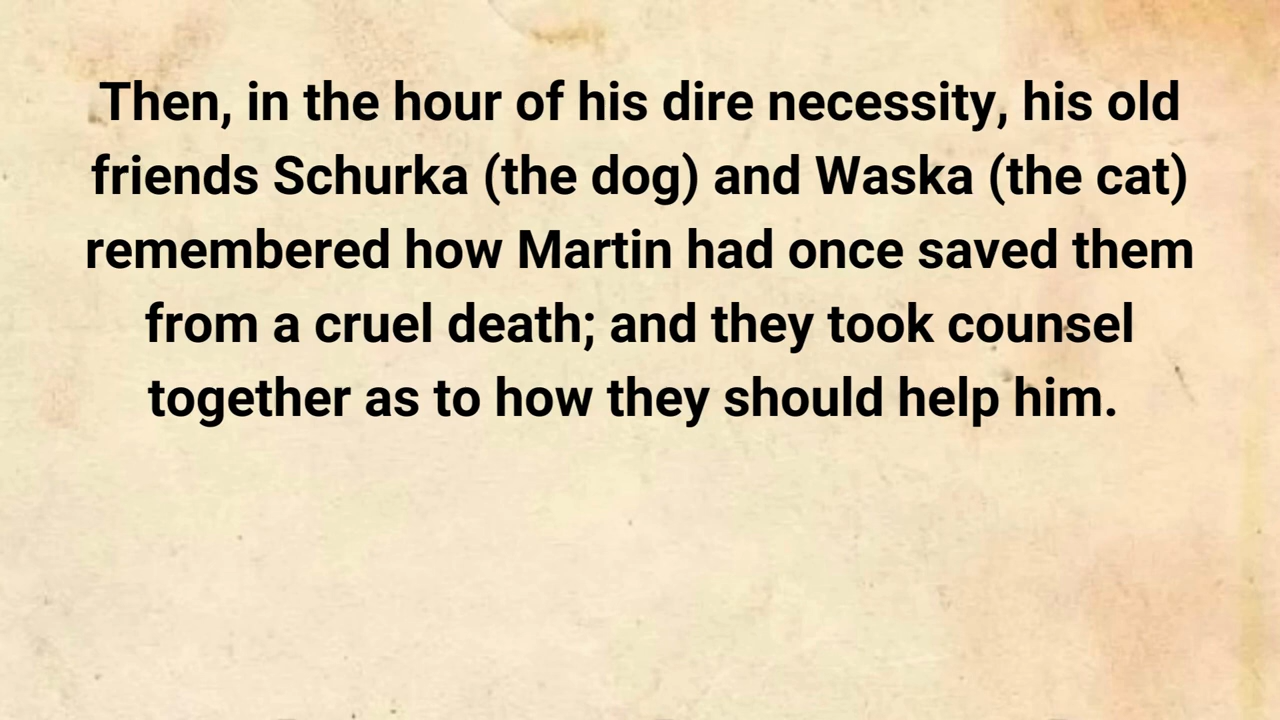 Then, in the hour of his dire necessity, his old
friends Schurka (the dog) and Waska (the cat)
remembered how Martin had once saved them
from a cruel death; and they took counsel
together as to how they should help him.